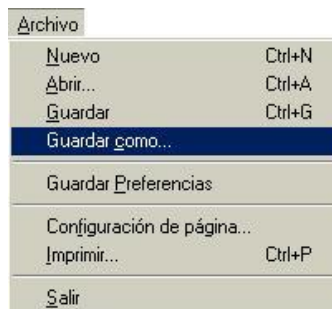 Archivo
Nuevo Ctrl+N
Abrir... Ctrl+A
Guardar Ctrl+G
Guardar como...
Guardar Preferencias
Configuración de página...
Imprimir... Ctrl+P
Salir